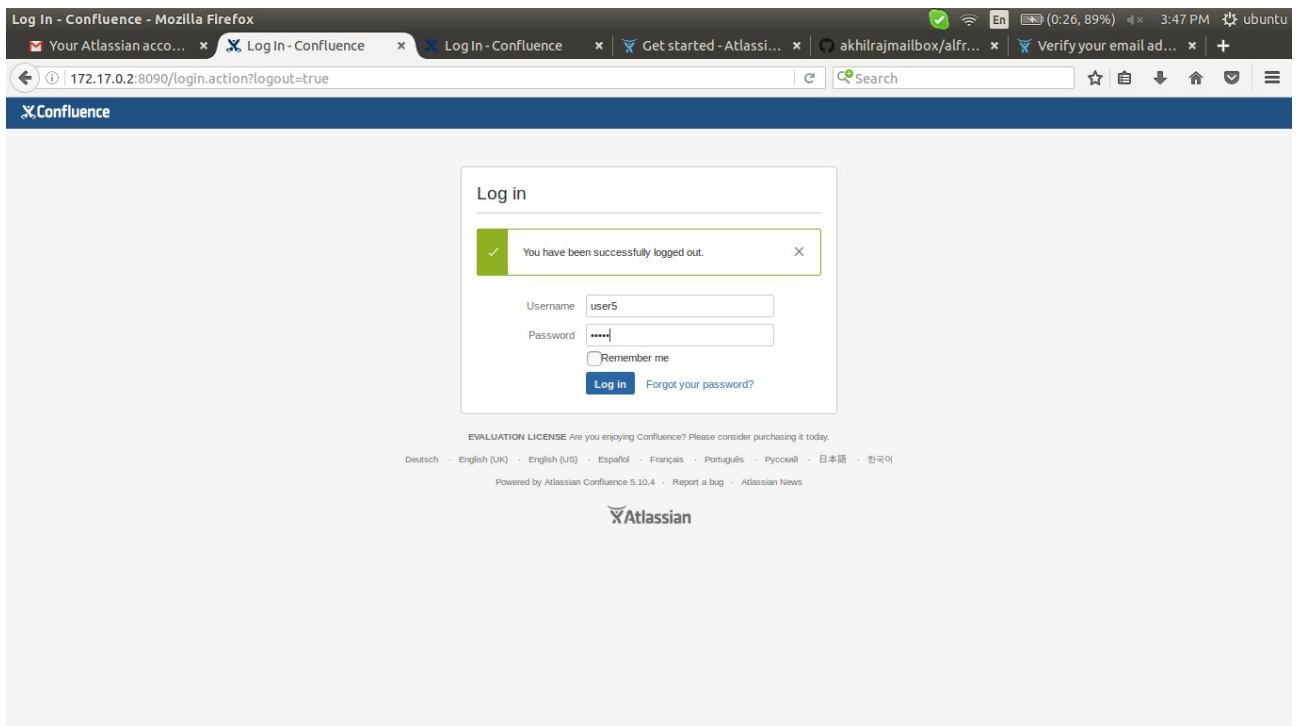 Log In - Confluence - Mozilla Firefox En (0:26, 89%) 3:47 PM ubuntu
Your Atlassian acco... × Log In - Confluence × Log In - Confluence × Get started - Atlassi... × akhilrajmailbox/alfr... × Verify your email ad... × +
172.17.0.2:8090/login.action?logout=true Search
Confluence
Log in
You have been successfully logged out.
Username user5
Password •••••
Remember me
Log in Forgot your password?
EVALUATION LICENSE Are you enjoying Confluence? Please consider purchasing it today.
Deutsch · English (UK) · English (US) · Español · Français · Português · Русский · 日本語 · 한국어
Powered by Atlassian Confluence 5.10.4 · Report a bug · Atlassian News
Atlassian